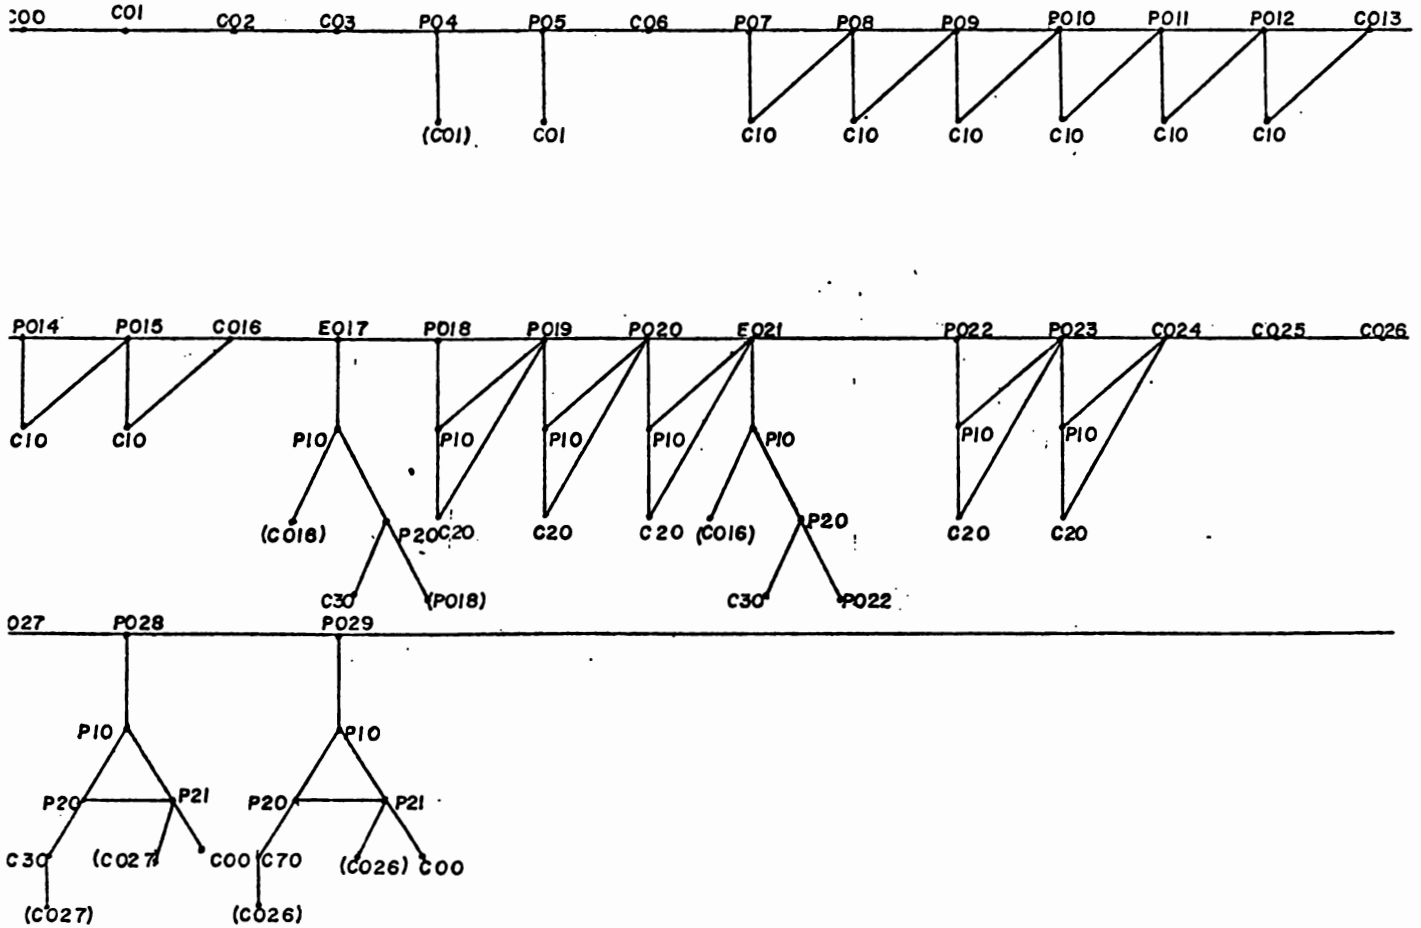 C00 C01 C02 C03 P04 P05 C06 P07 P08 P09 P010 P011 P012 C013
(C01) C01 C10 C10 C10 C10 C10 C10
P014 P015 C016 E017 P018 P019 P020 E021 P022 P023 C024 C025 C026
C10 C10 P10 P10 P10 P10 P10 P10 P10
(C018) P20 C20 C20 C20 (C016) P20 C20 C20
C30 (P018) C30 P022
027 P028 P029
P10 P10
P20 P21 P20 P21
C30 (C027) C00 C70 (C026) C00
(C027) (C026)